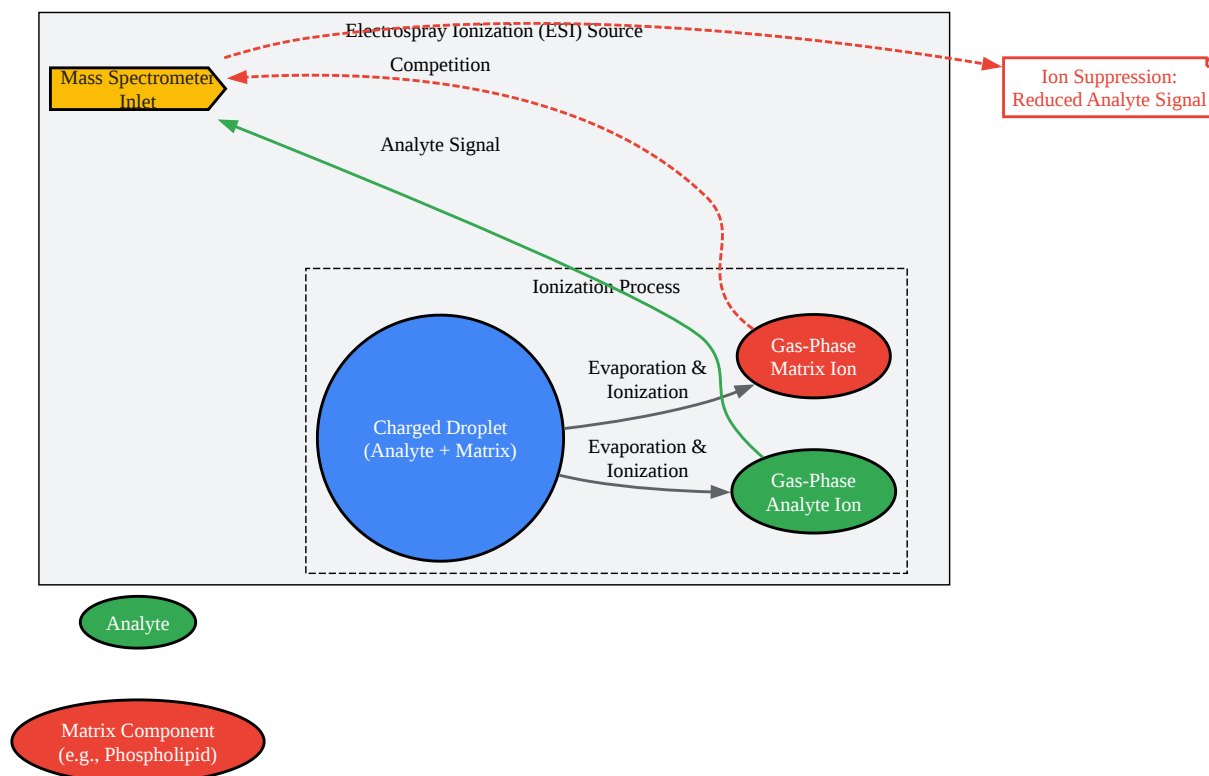 Electrospray Ionization (ESI) Source
Competition
Mass Spectrometer
Inlet
Ion Suppression:
Reduced Analyte Signal
Analyte Signal
Ionization Process
Gas-Phase
Matrix Ion
Evaporation &
Ionization
Charged Droplet
(Analyte + Matrix)
Evaporation &
Ionization
Gas-Phase
Analyte Ion
Analyte
Matrix Component
(e.g., Phospholipid)